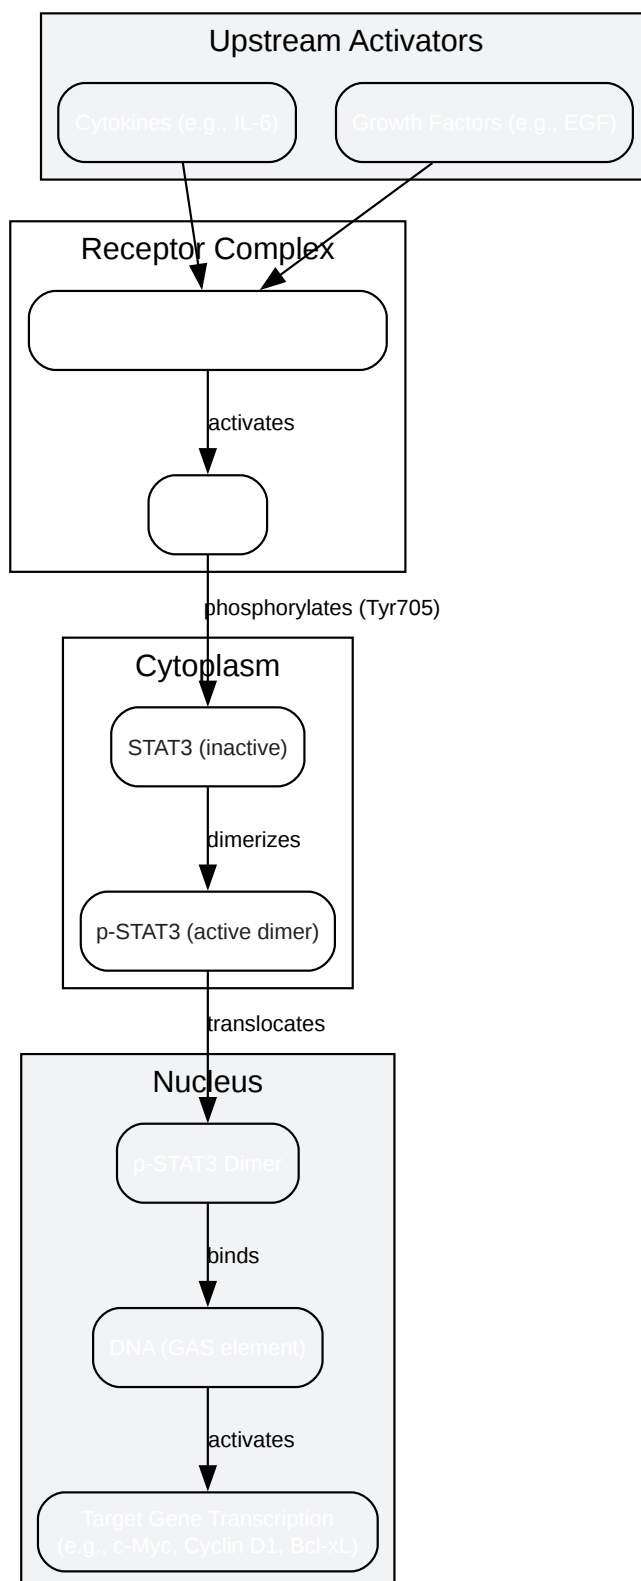 Upstream Activators
Cytokines (e.g., IL-6)
Growth Factors (e.g., EGF)
Receptor Complex
activates
phosphorylates (Tyr705)
Cytoplasm
STAT3 (inactive)
dimerizes
p-STAT3 (active dimer)
translocates
Nucleus
p-STAT3 Dimer
binds
DNA (GAS element)
activates
Target Gene Transcription
(e.g., c-Myc, Cyclin D1, Bcl-xL)